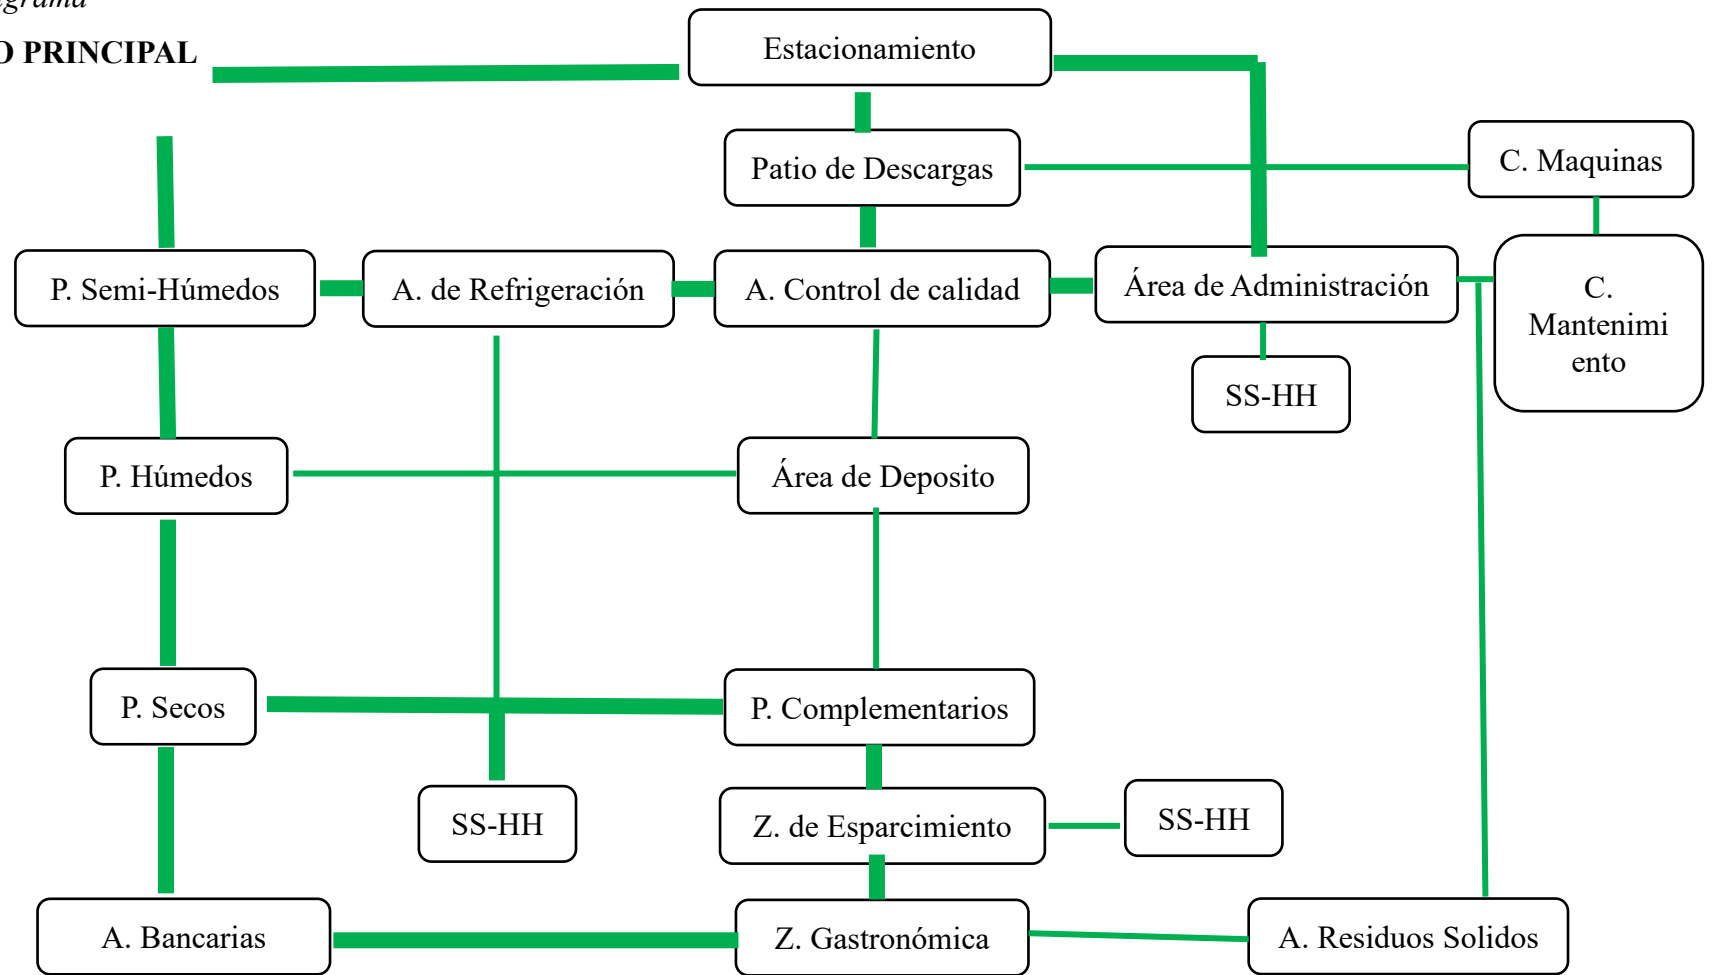 O PRINCIPAL
Estacionamiento
Patio de Descargas
C. Maquinas
P. Semi-Húmedos
A. de Refrigeración
A. Control de calidad
Área de Administración
C.
Mantenimi
ento
SS-HH
P. Húmedos
Área de Deposito
P. Secos
P. Complementarios
SS-HH
Z. de Esparcimiento
SS-HH
A. Bancarias
Z. Gastronómica
A. Residuos Solidos